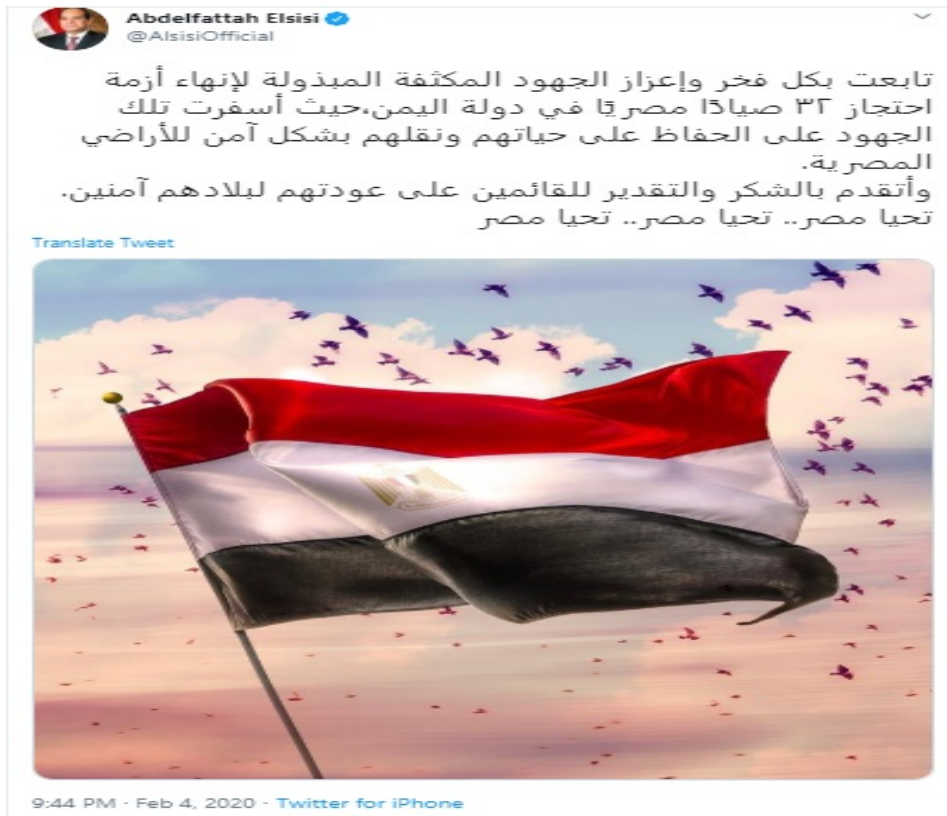 Abdelfattah Elsisi
@AlsisiOfficial
تابعت بكل فخر وإعزاز الجهود المكثفة المبذولة لإنهاء أزمة
احتجاز ٣٢ صيادًا مصريًا في دولة اليمن،حيث أسفرت تلك
الجهود على الحفاظ على حياتهم ونقلهم بشكل آمن للأراضي
المصرية.
وأتقدم بالشكر والتقدير للقائمين على عودتهم لبلادهم آمنين.
تحيا مصر.. تحيا مصر.. تحيا مصر
Translate Tweet
9:44 PM · Feb 4, 2020 · Twitter for iPhone